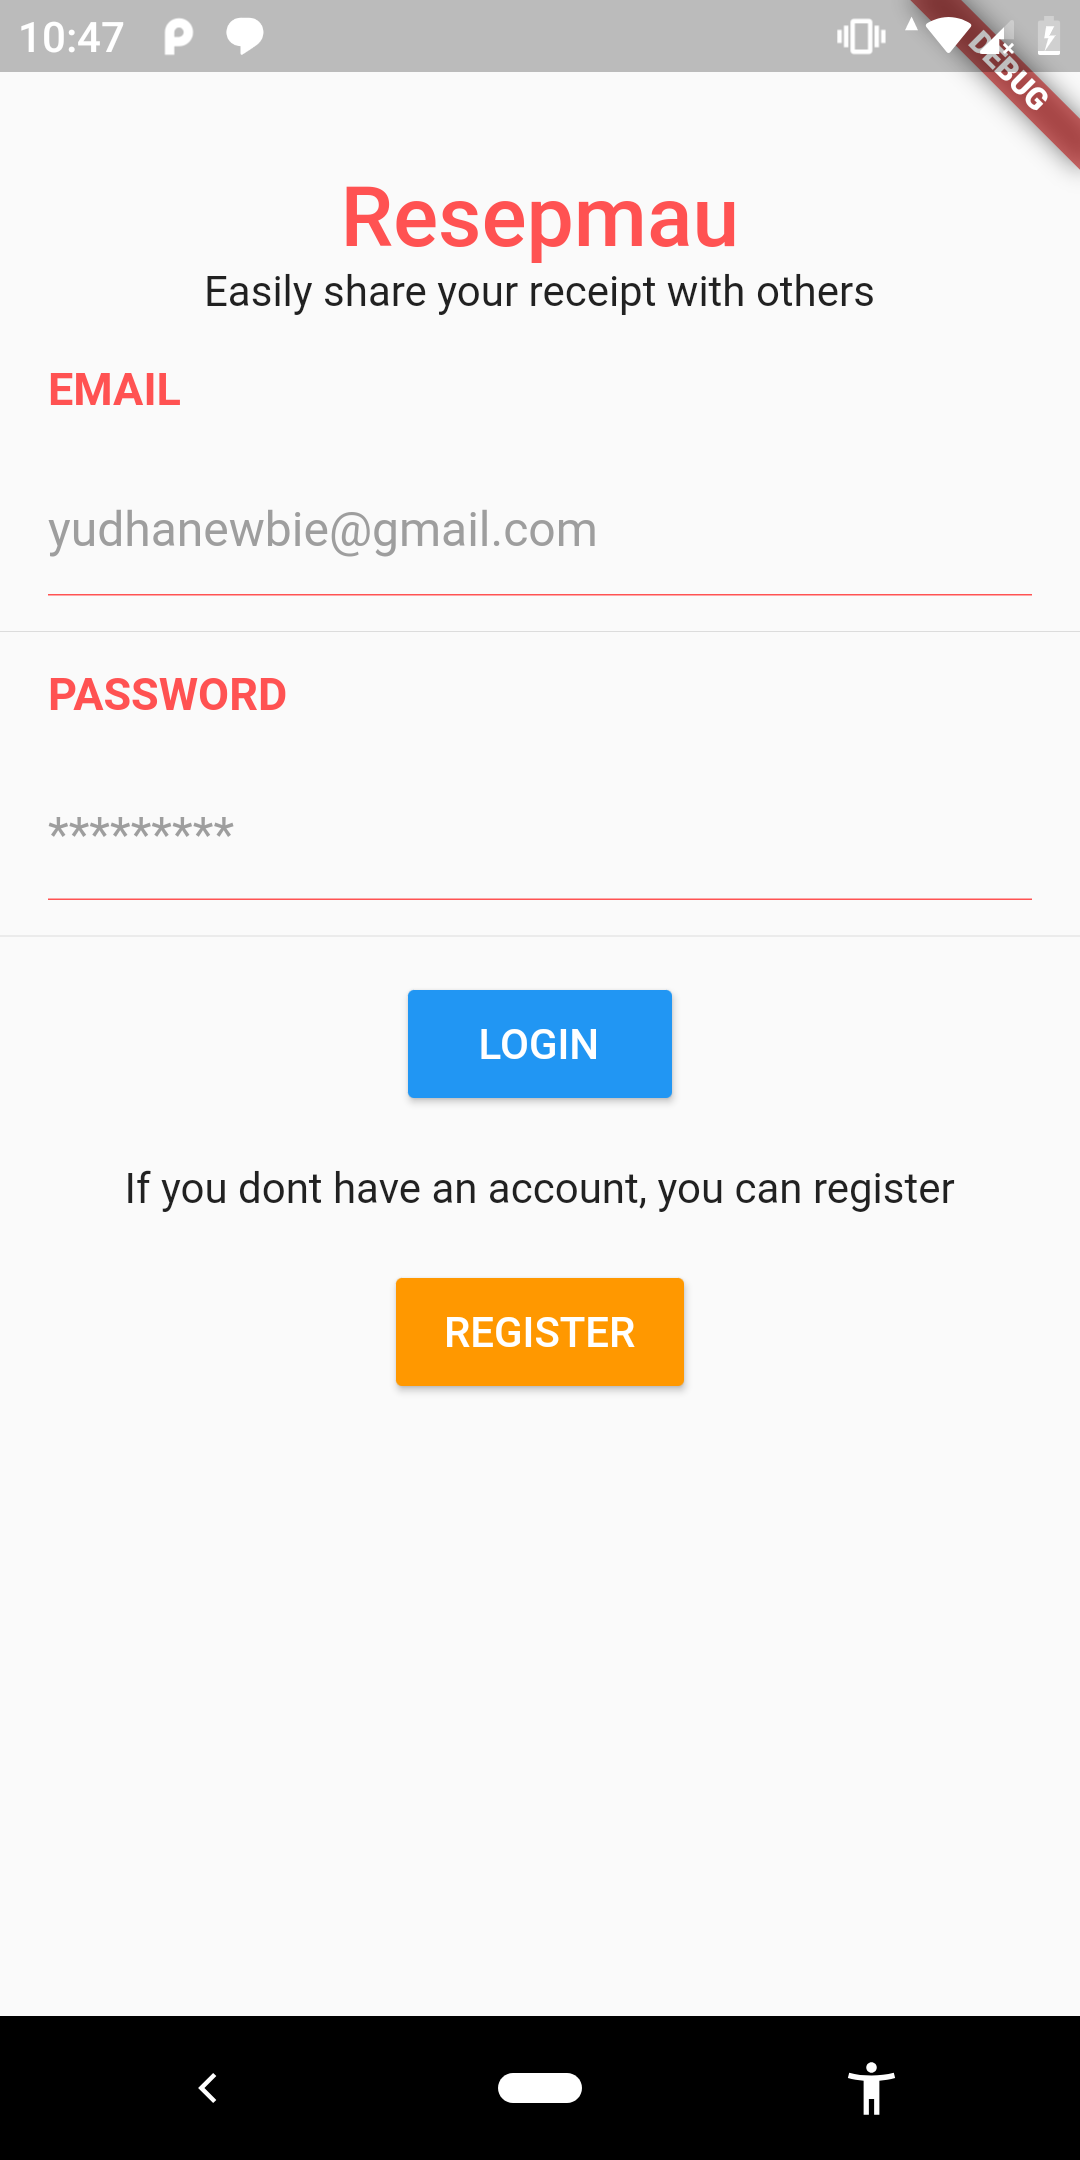 10:47
DEBUG
Resepmau
Easily share your receipt with others
EMAIL
yudhanewbie@gmail.com
PASSWORD
*********
LOGIN
If you dont have an account, you can register
REGISTER